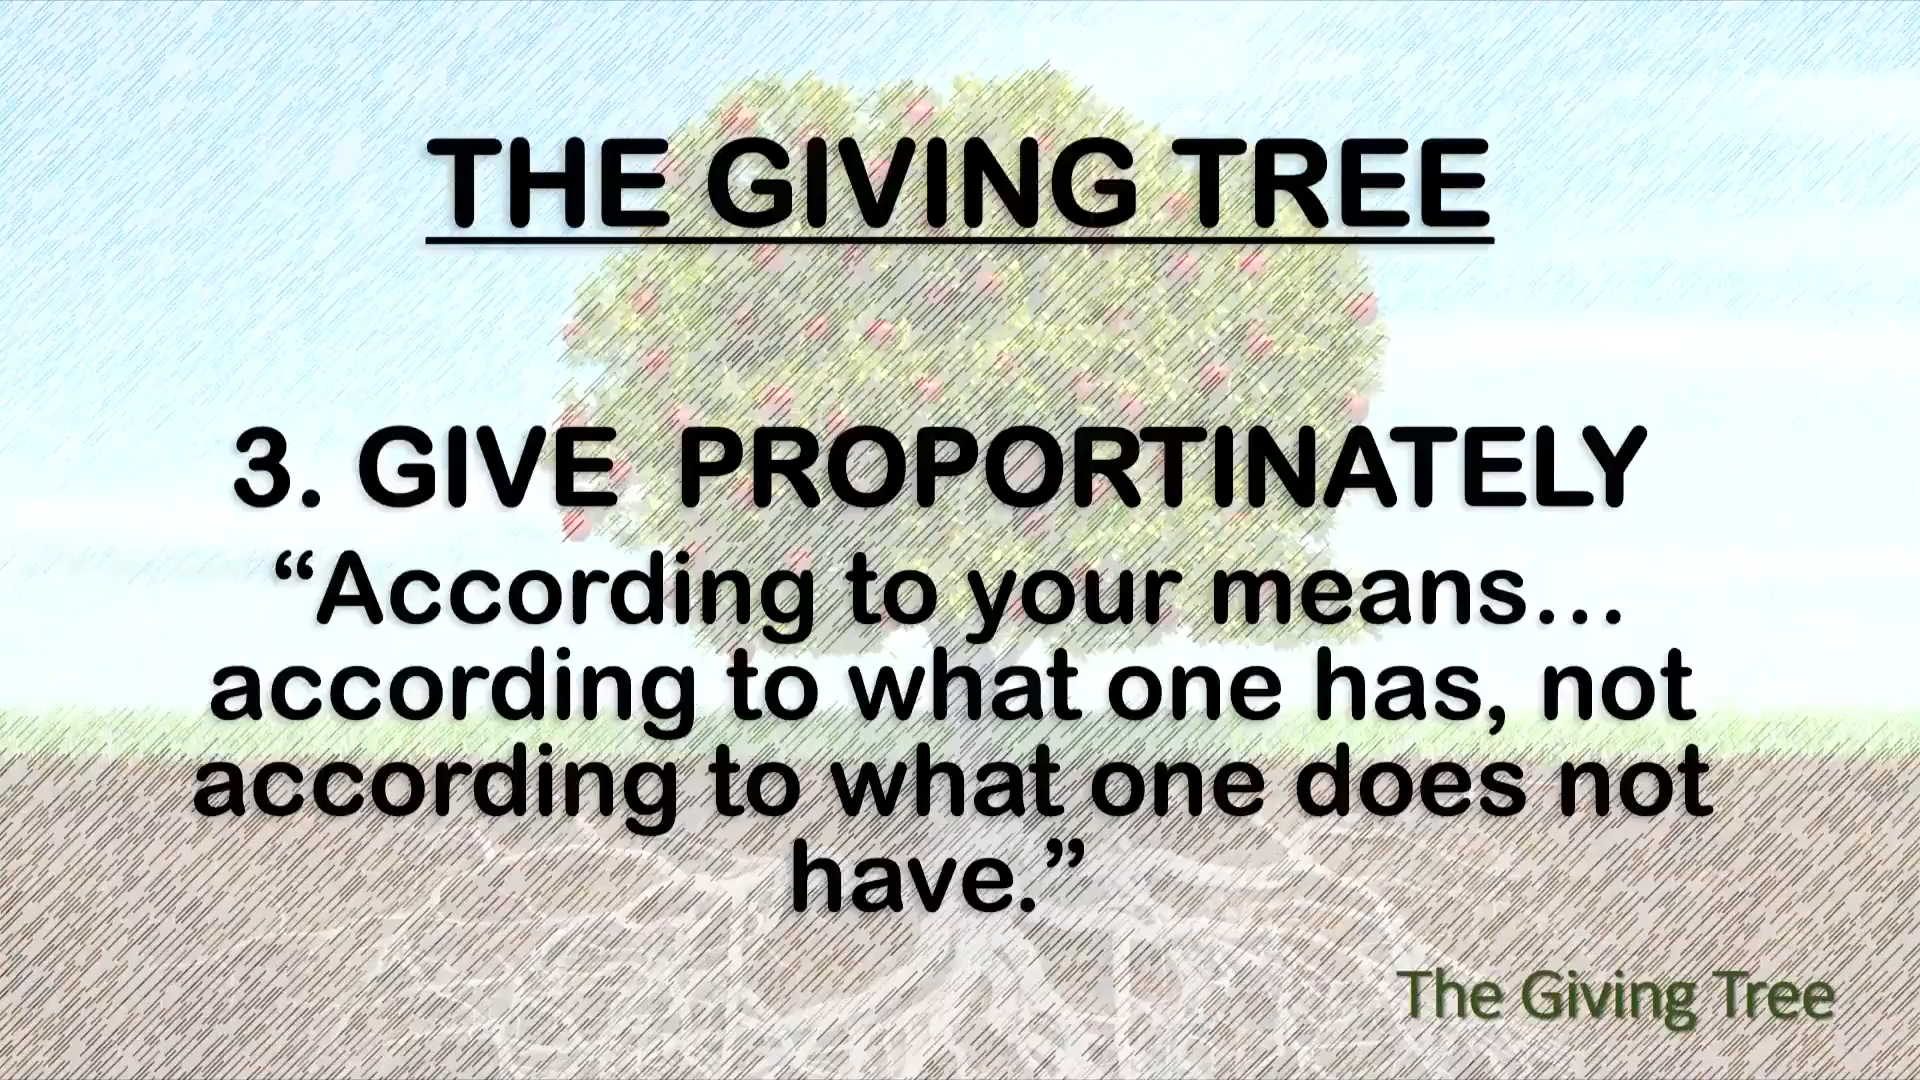 THE GIVING TREE
3. GIVE PROPORTINATELY
“According to your means…
according to what one has, not
according to what one does not
have.”
The Giving Tree